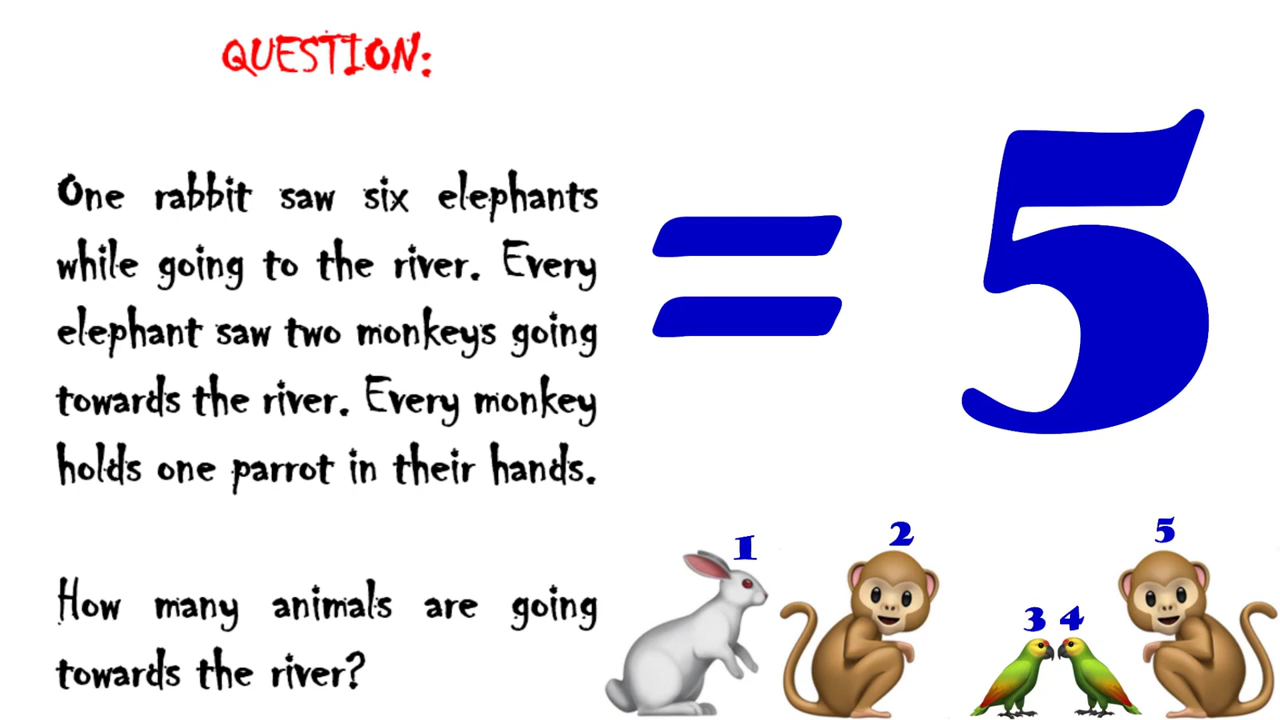 QUESTION:
One rabbit saw six elephants
while going to the river. Every
elephant saw two monkeys going
towards the river. Every monkey
holds one parrot in their hands.
How many animals are going
towards the river?
= 5
1
2
3 4
5